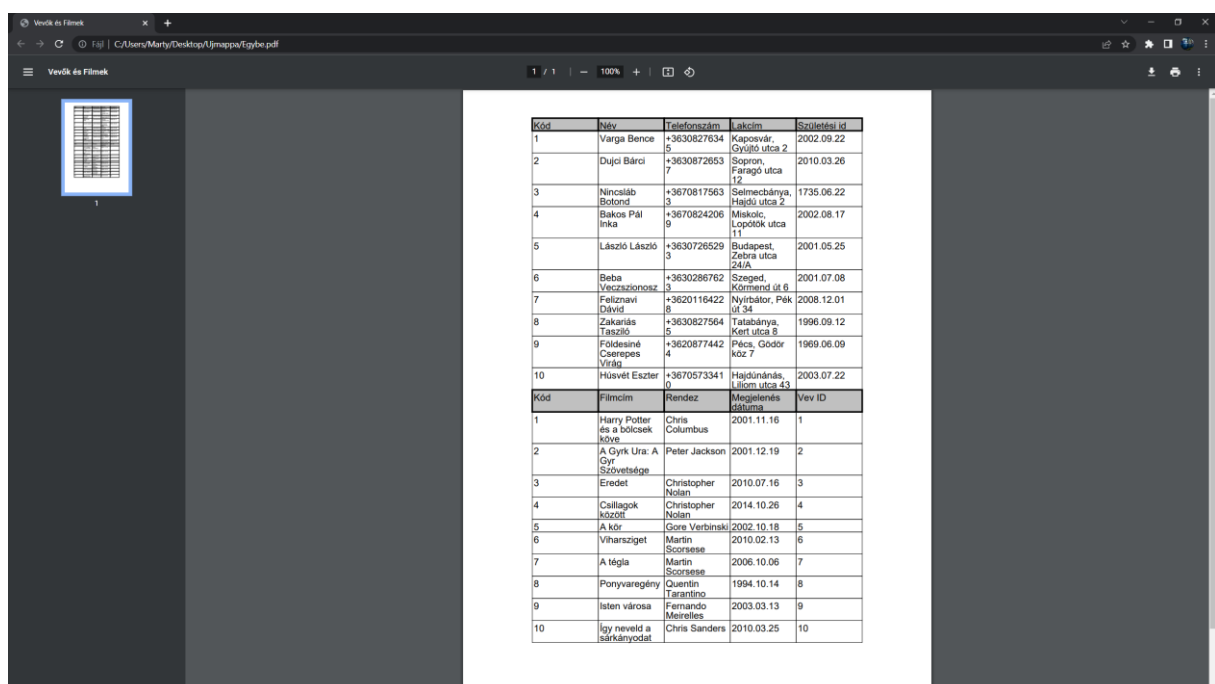 Vevők és Filmek
Fájl | C:/Users/Marty/Desktop/Ujmappa/Egybe.pdf
Vevők és Filmek 1 / 1 | − 100% + |
1
Kód Név Telefonszám Lakcím Születési id
1 Varga Bence +3630827634 Kaposvár, 2002.09.22
5 Gyűjtő utca 2
2 Dujci Bárci +3630872653 Sopron, 2010.03.26
7 Faragó utca
12
3 Nincsláb +3670817563 Selmecbánya, 1735.06.22
Botond 3 Hajdú utca 2
4 Bakos Pál +3670824206 Miskolc, 2002.08.17
Inka 9 Lopótök utca
11
5 László László +3630726529 Budapest, 2001.05.25
3 Zebra utca
24/A
6 Beba +3630286762 Szeged, 2001.07.08
Veczszionosz 3 Körmend út 6
7 Feliznavi +3620116422 Nyírbátor, Pék 2008.12.01
Dávid 8 út 34
8 Zakariás +3630827564 Tatabánya, 1996.09.12
Tasziló 5 Kert utca 8
9 Földesiné +3620877442 Pécs, Gödör 1969.06.09
Cserepes 4 köz 7
Virág
10 Húsvét Eszter +3670573341 Hajdúnánás, 2003.07.22
0 Liliom utca 43
Kód Filmcím Rendez Megjelenés Vev ID
dátuma
1 Harry Potter Chris 2001.11.16 1
és a bölcsek Columbus
köve
2 A Gyrk Ura: A Peter Jackson 2001.12.19 2
Gyr
Szövetsége
3 Eredet Christopher 2010.07.16 3
Nolan
4 Csillagok Christopher 2014.10.26 4
között Nolan
5 A kör Gore Verbinski 2002.10.18 5
6 Viharsziget Martin 2010.02.13 6
Scorsese
7 A tégla Martin 2006.10.06 7
Scorsese
8 Ponyvaregény Quentin 1994.10.14 8
Tarantino
9 Isten városa Fernando 2003.03.13 9
Meirelles
10 Így neveld a Chris Sanders 2010.03.25 10
sárkányodat